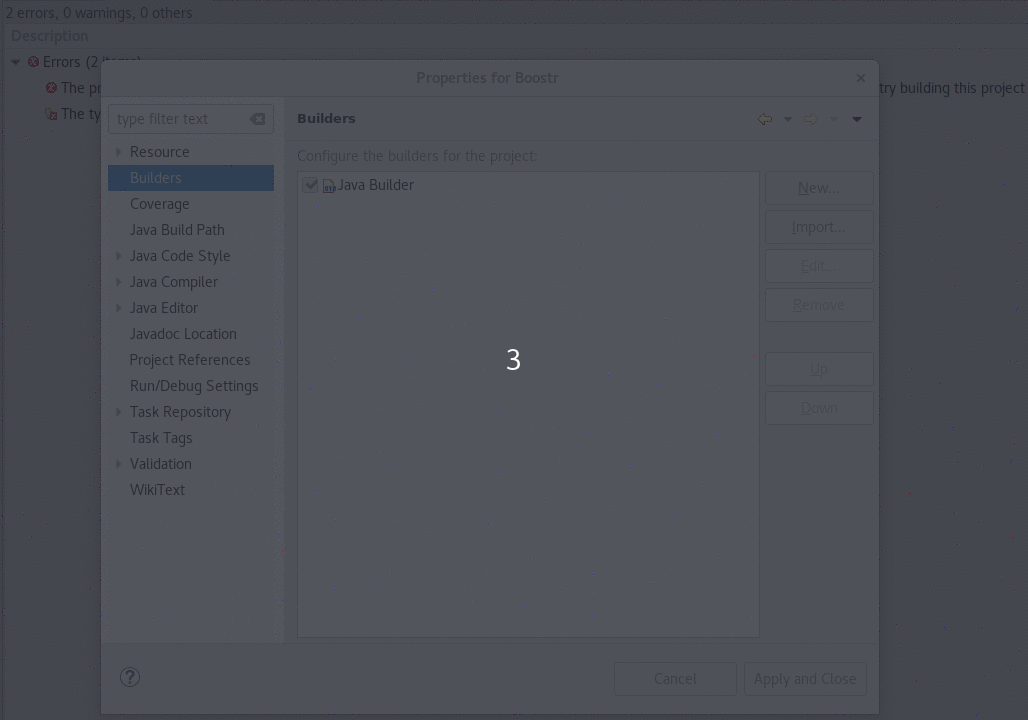 2 errors, 0 warnings, 0 others
Description
Errors (2 items)
The pr
try building this project
The ty
Properties for Boostr
type filter text
Resource
Builders
Coverage
Java Build Path
Java Code Style
Java Compiler
Java Editor
Javadoc Location
Project References
Run/Debug Settings
Task Repository
Task Tags
Validation
WikiText
Builders
Configure the builders for the project:
Java Builder
New...
Import...
Edit...
Remove
Up
Down
3
?
Cancel
Apply and Close